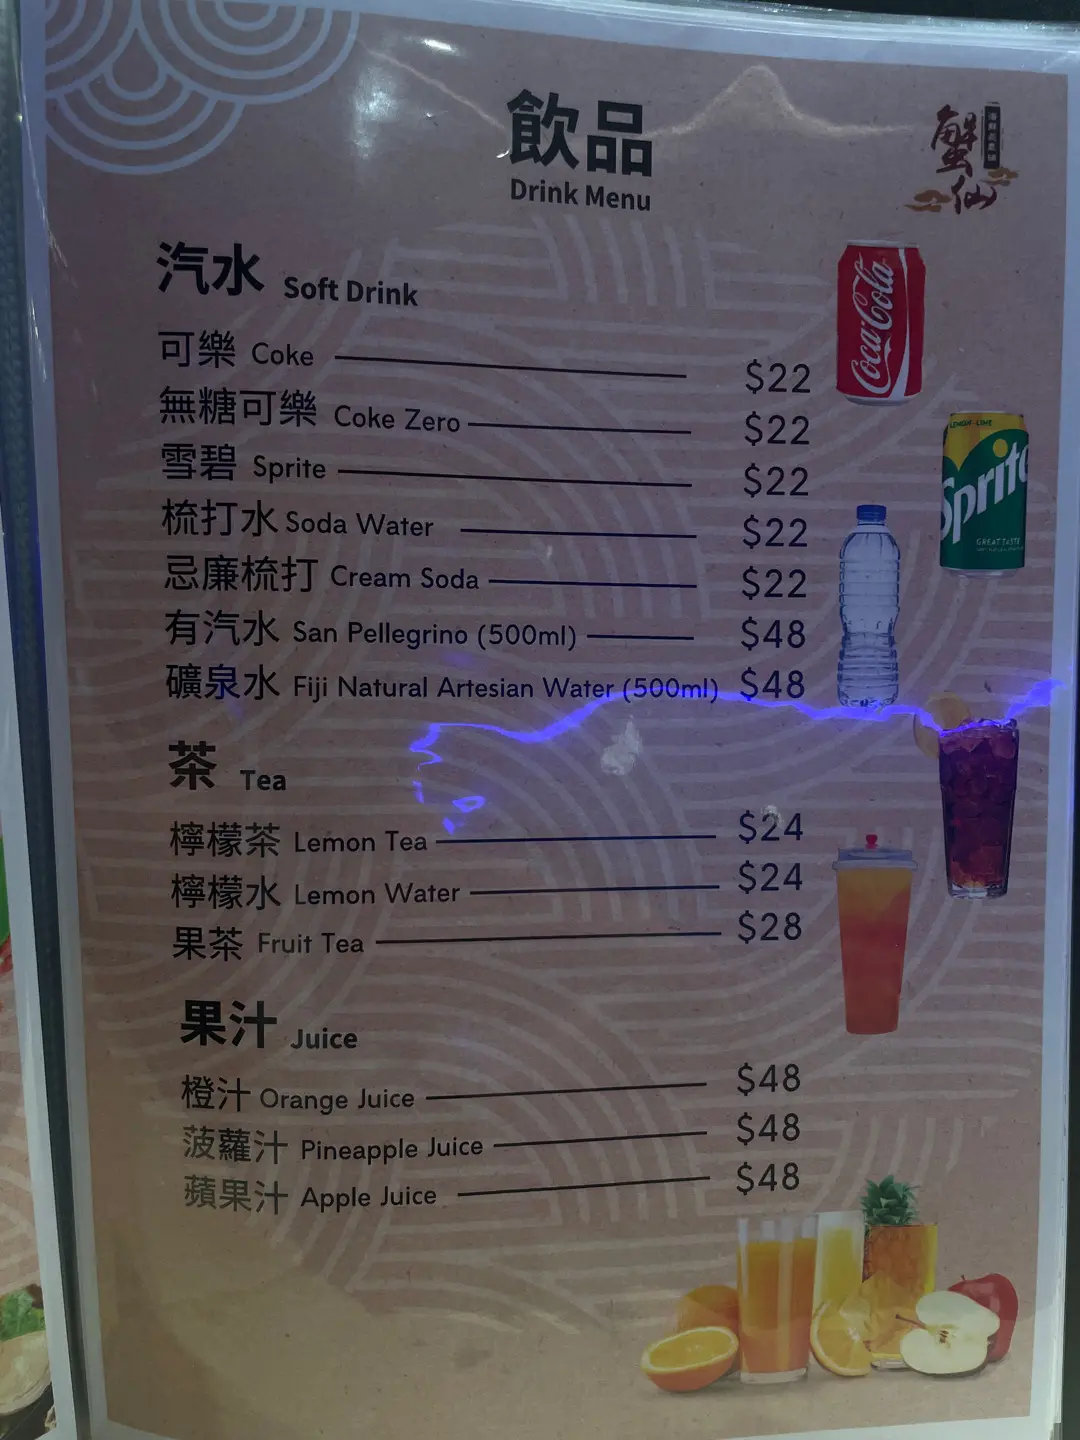 飲品
Drink Menu
蟹仙
汽水 Soft Drink
Coca-Cola
可樂 Coke $22
無糖可樂 Coke Zero $22
LEMON-LIME
Sprite
GREAT TASTE
雪碧 Sprite $22
梳打水 Soda Water $22
忌廉梳打 Cream Soda $22
有汽水 San Pellegrino (500ml) $48
礦泉水 Fiji Natural Artesian Water (500ml) $48
茶 Tea
檸檬茶 Lemon Tea $24
檸檬水 Lemon Water $24
果茶 Fruit Tea $28
果汁 Juice
橙汁 Orange Juice $48
菠蘿汁 Pineapple Juice $48
蘋果汁 Apple Juice $48